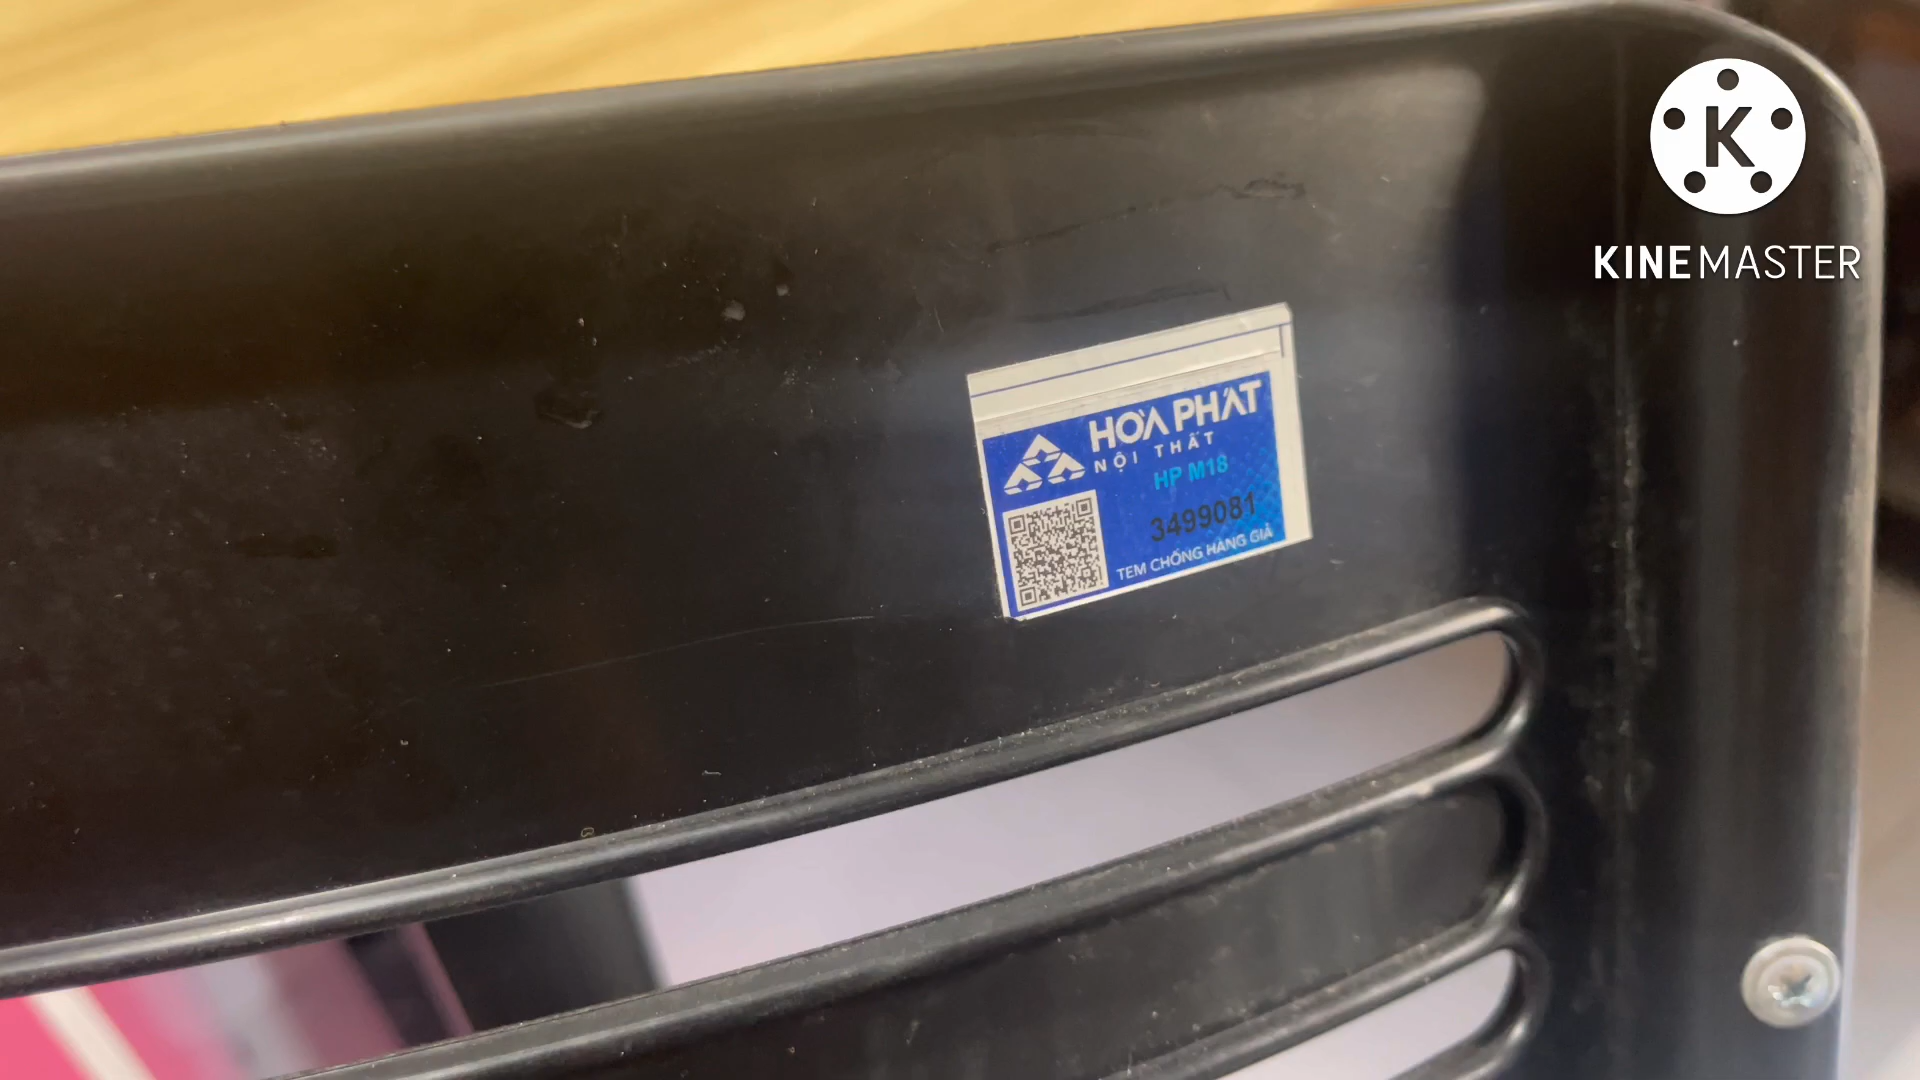 K
KINEMASTER
HÒA PHÁT
NỘI THẤT
HP M18
3499081
TEM CHỐNG HÀNG GIẢ